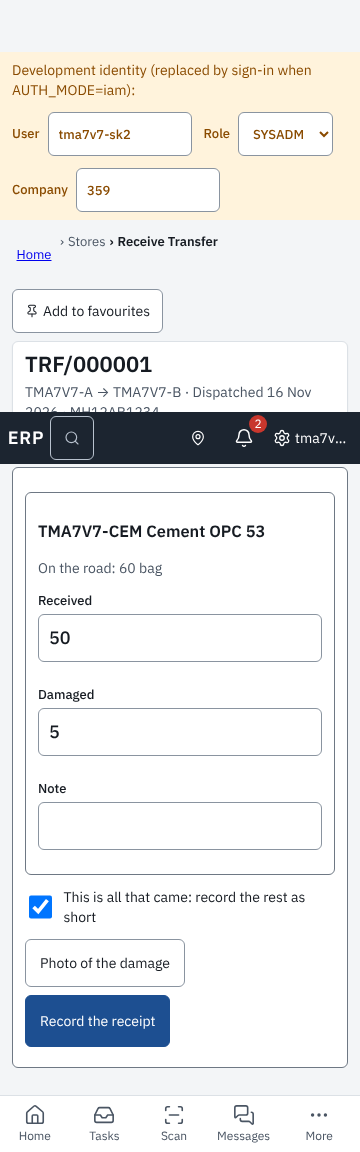 Development identity (replaced by sign-in when
AUTH_MODE=iam):
User tma7v7-sk2 Role SYSADM
Company 359
› Stores › Receive Transfer
Home
Add to favourites
TRF/000001
TMA7V7-A → TMA7V7-B · Dispatched 16 Nov
2026 · MH12AB1234
ERP 2 tma7v...
TMA7V7-CEM Cement OPC 53
On the road: 60 bag
Received
50
Damaged
5
Note
This is all that came: record the rest as
short
Photo of the damage
Record the receipt
Home Tasks Scan Messages More